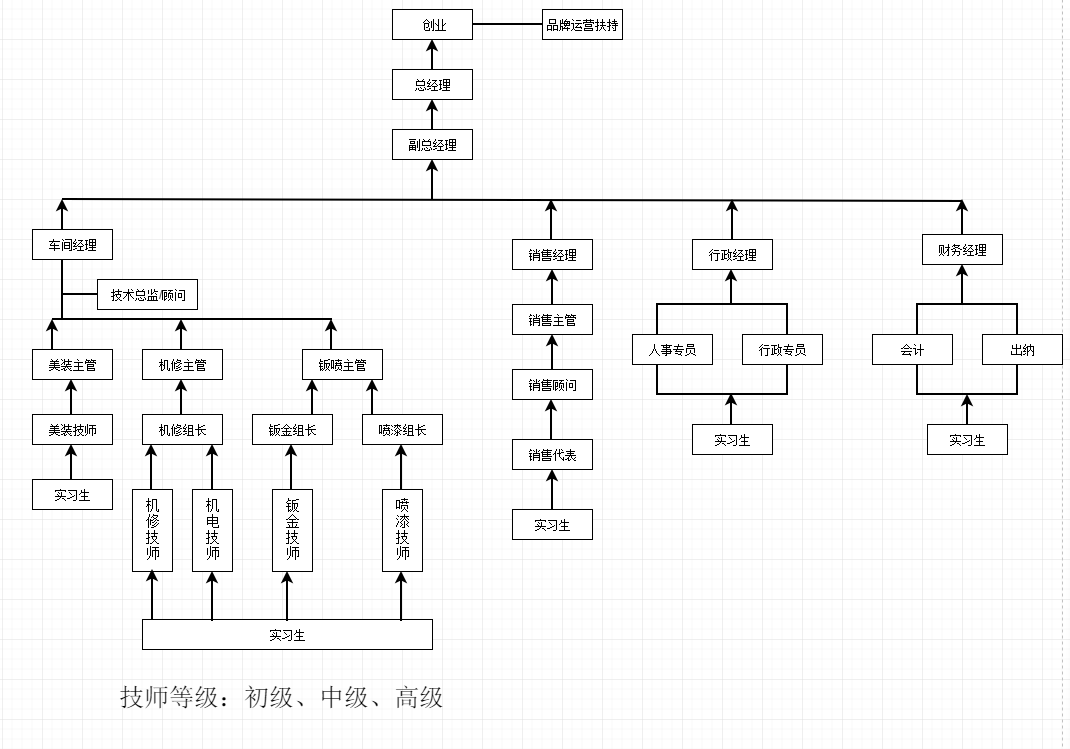 创业
品牌运营扶持
总经理
副总经理
车间经理
销售经理
行政经理
财务经理
技术总监/顾问
销售主管
美装主管
机修主管
钣喷主管
人事专员
行政专员
会计
出纳
销售顾问
美装技师
机修组长
钣金组长
喷漆组长
销售代表
实习生
实习生
实习生
机修技师
机电技师
钣金技师
喷漆技师
实习生
实习生
技师等级：初级、中级、高级